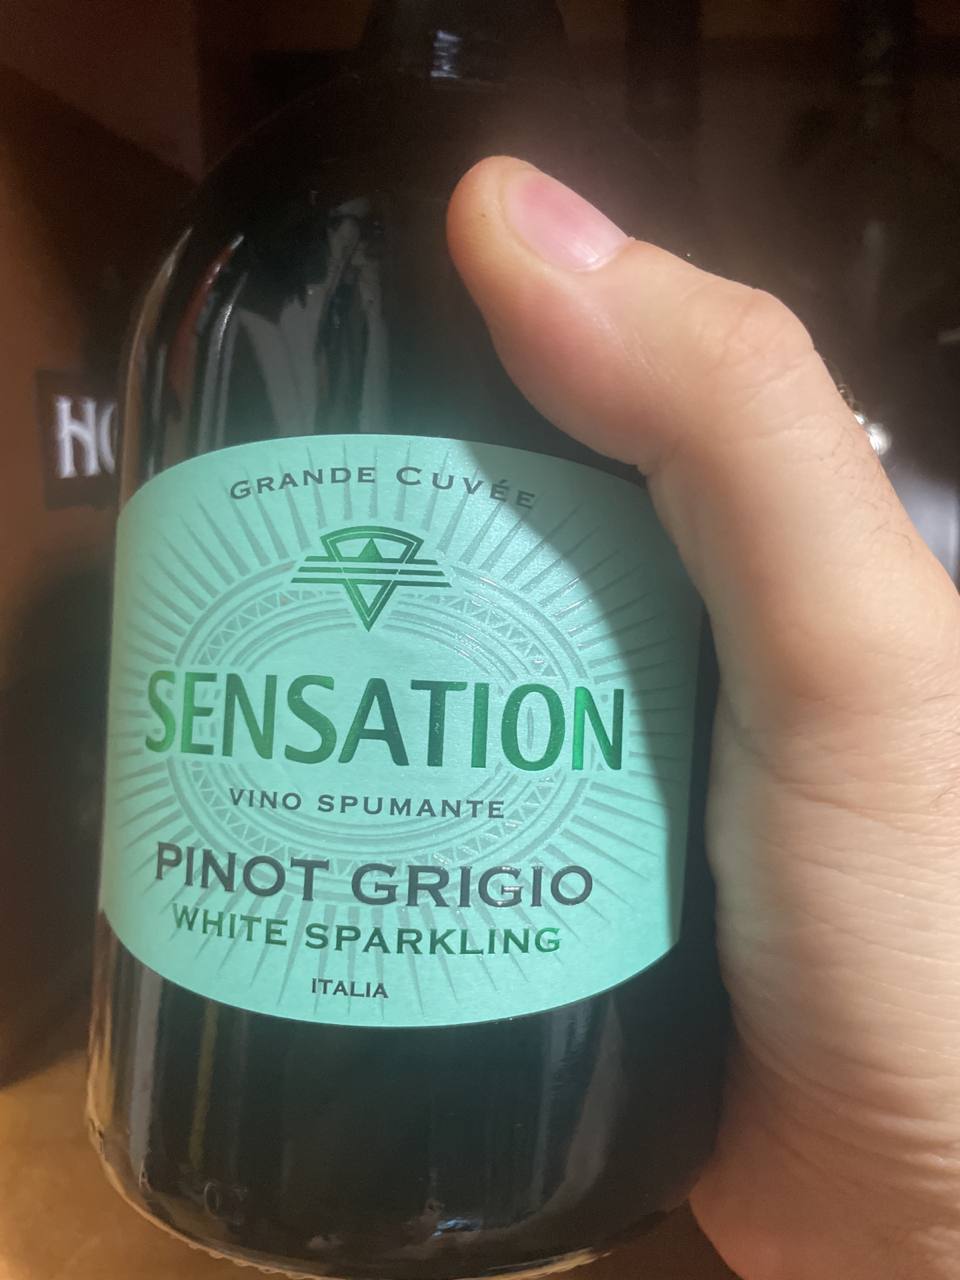 GRANDE CUVÉE
SENSATION
VINO SPUMANTE
PINOT GRIGIO
WHITE SPARKLING
ITALIA